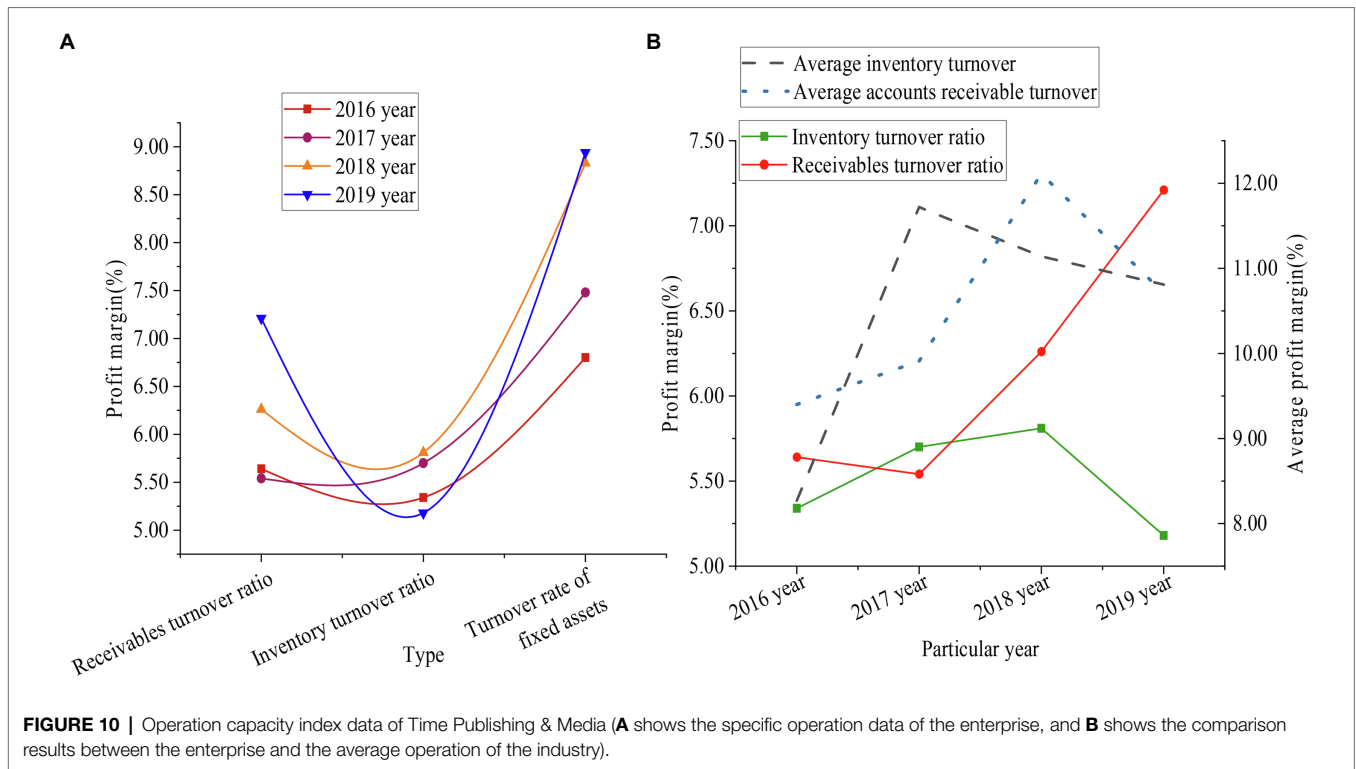 A
2016 year
2017 year
2018 year
2019 year
9.00
8.50
8.00
7.50
7.00
6.50
6.00
5.50
5.00
Profit margin(%)
Receivables turnover ratio
Inventory turnover ratio
Turnover rate of
fixed assets
Type
B
Average inventory turnover
Average accounts receivable turnover
Inventory turnover ratio
Receivables turnover ratio
7.50
7.00
6.50
6.00
5.50
5.00
Profit margin(%)
12.00
11.00
10.00
9.00
8.00
Average profit margin(%)
2016 year
2017 year
2018 year
2019 year
Particular year
FIGURE 10 | Operation capacity index data of Time Publishing & Media (A shows the specific operation data of the enterprise, and B shows the comparison
results between the enterprise and the average operation of the industry).